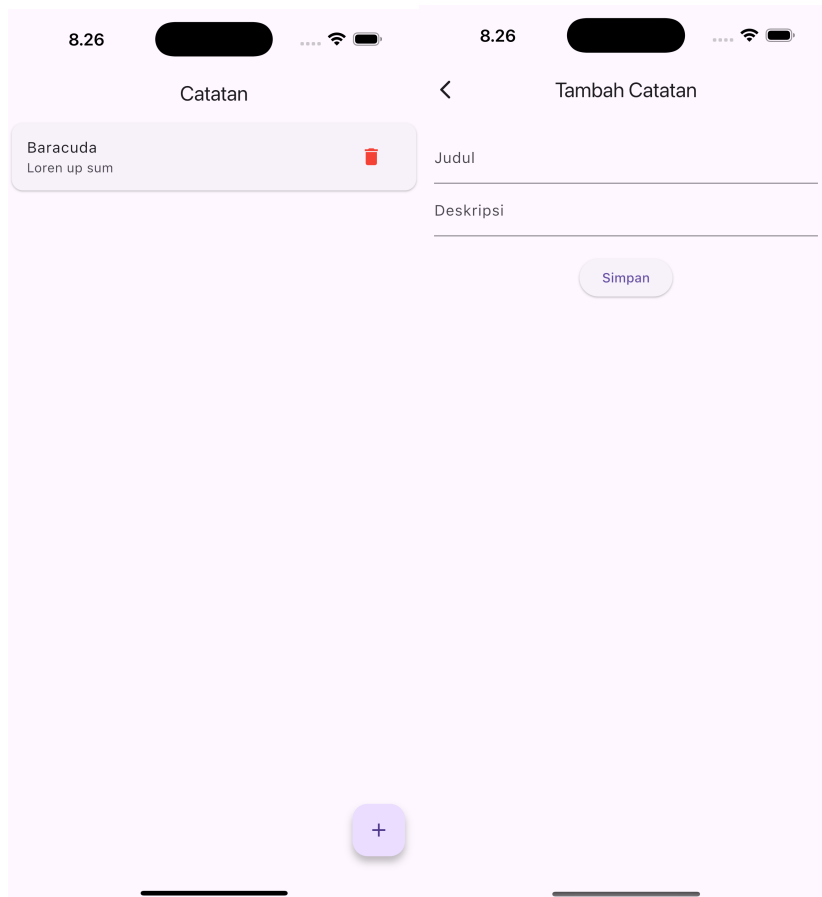 8.26
Catatan
Baracuda
Loren up sum
8.26
Tambah Catatan
Judul
Deskripsi
Simpan